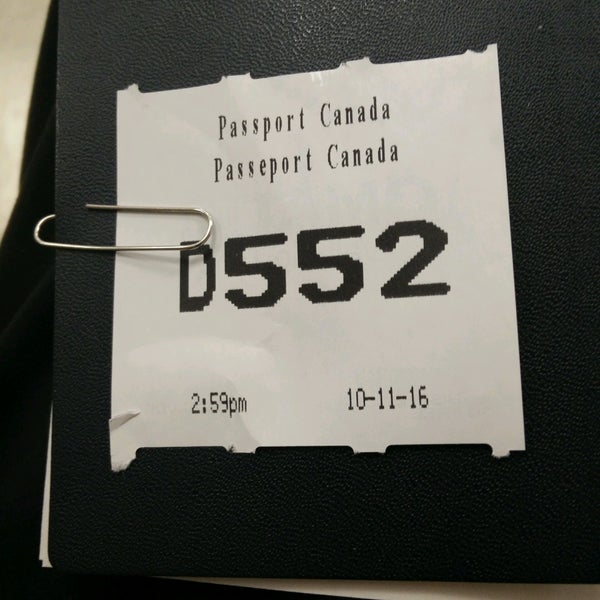 Passport Canada
Passeport Canada
D552
2:59pm 10-11-16